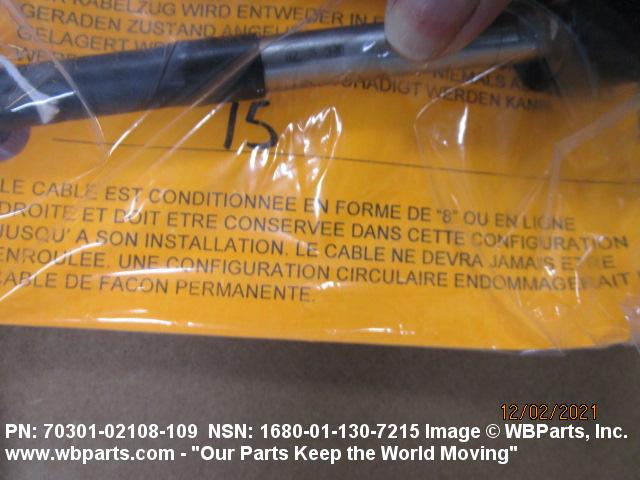 KABELZUG WIRD ENTWEDER IN
GERADEN ZUSTAND
GELAGERT
NIEMALS
WERDEN
15
LE CABLE EST CONDITIONNEE EN FORME DE "8" OU EN LIGNE
DROITE ET DOIT ETRE CONSERVEE DANS CETTE CONFIGURATION
JUSQU' A SON INSTALLATION. LE CABLE NE DEVRA JAMAIS ETRE
ENROULEE. UNE CONFIGURATION CIRCULAIRE ENDOMMAGERAIT
CABLE DE FACON PERMANENTE.
12/02/2021
PN: 70301-02108-109 NSN: 1680-01-130-7215 Image © WBParts, Inc.
www.wbparts.com - "Our Parts Keep the World Moving"